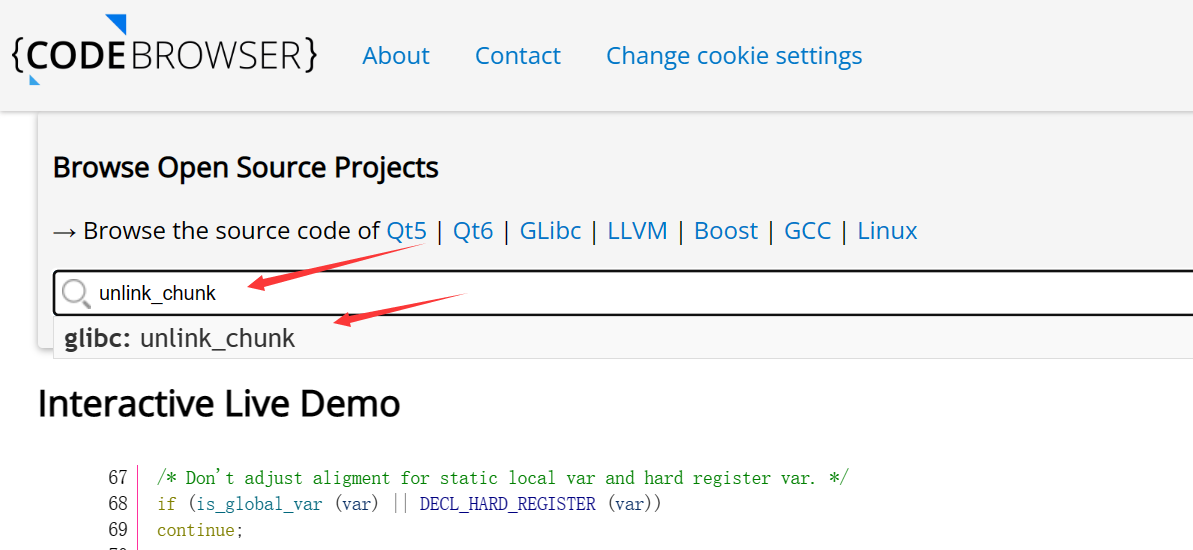 {CODEBROWSER}
About Contact Change cookie settings
Browse Open Source Projects
→ Browse the source code of Qt5 | Qt6 | GLibc | LLVM | Boost | GCC | Linux
unlink_chunk
glibc: unlink_chunk
Interactive Live Demo
67 /* Don't adjust aligment for static local var and hard register var. */
68 if (is_global_var (var) || DECL_HARD_REGISTER (var))
69 continue;